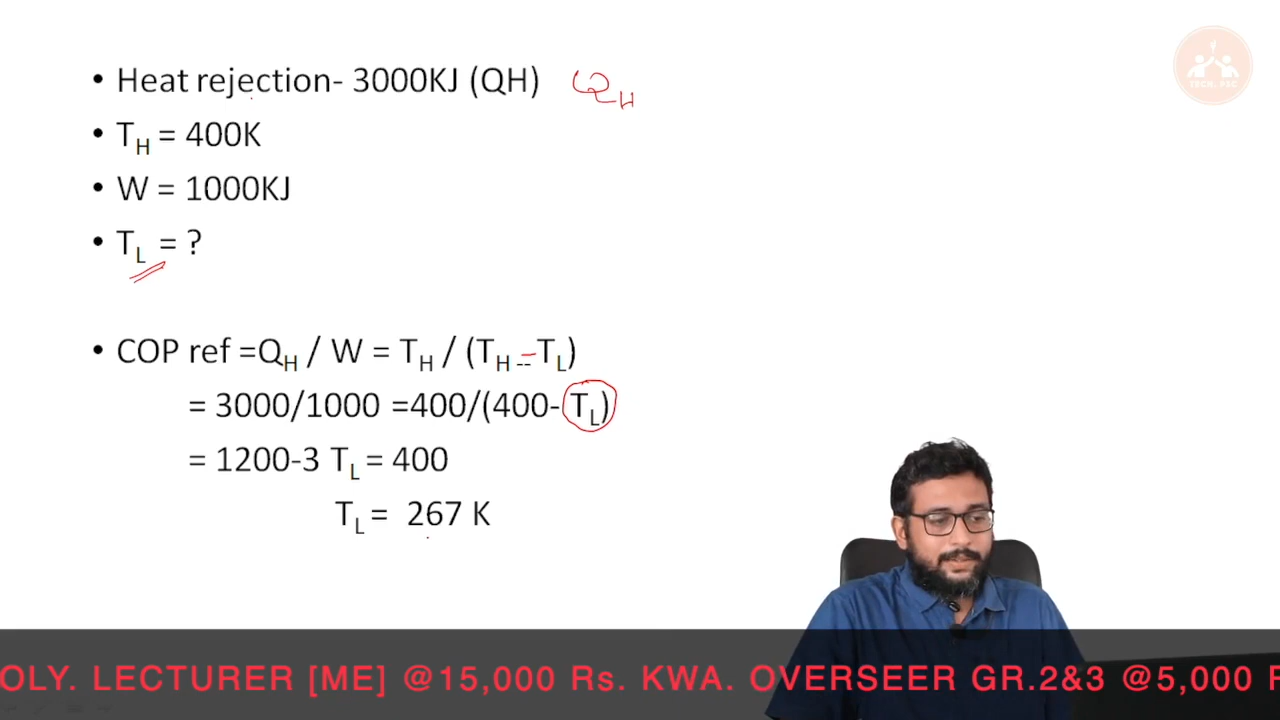 • Heat rejection- 3000KJ (QH) QH
• TH = 400K
• W = 1000KJ
• TL = ?
• COP ref =QH / W = TH / (TH --TL)
= 3000/1000 =400/(400- TL)
= 1200-3 TL = 400
TL = 267 K
TECH. PSC
OLY. LECTURER [ME] @15,000 Rs. KWA. OVERSEER GR.2&3 @5,000 R